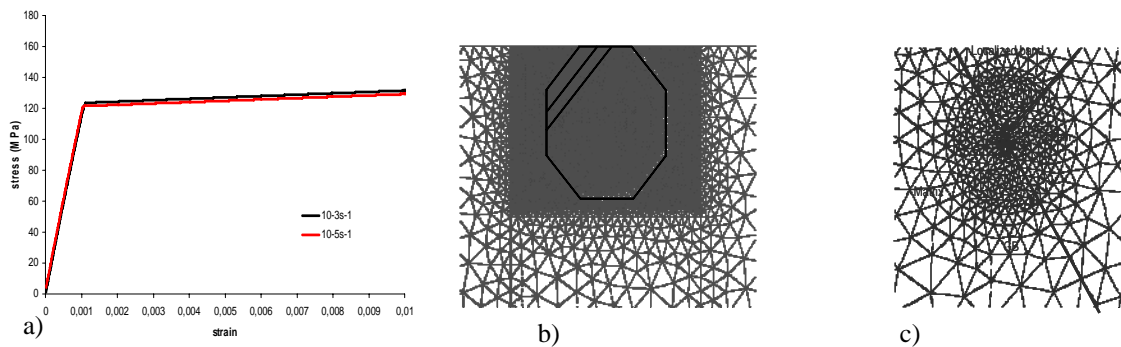 180
160
140
120
100
80
60
40
20
0
stress (MPa)
0 0,001 0,002 0,003 0,004 0,005 0,006 0,007 0,008 0,009 0,01
strain
10-3s-1
10-5s-1
a)
b)
Localized band
Matrix
GB
c)